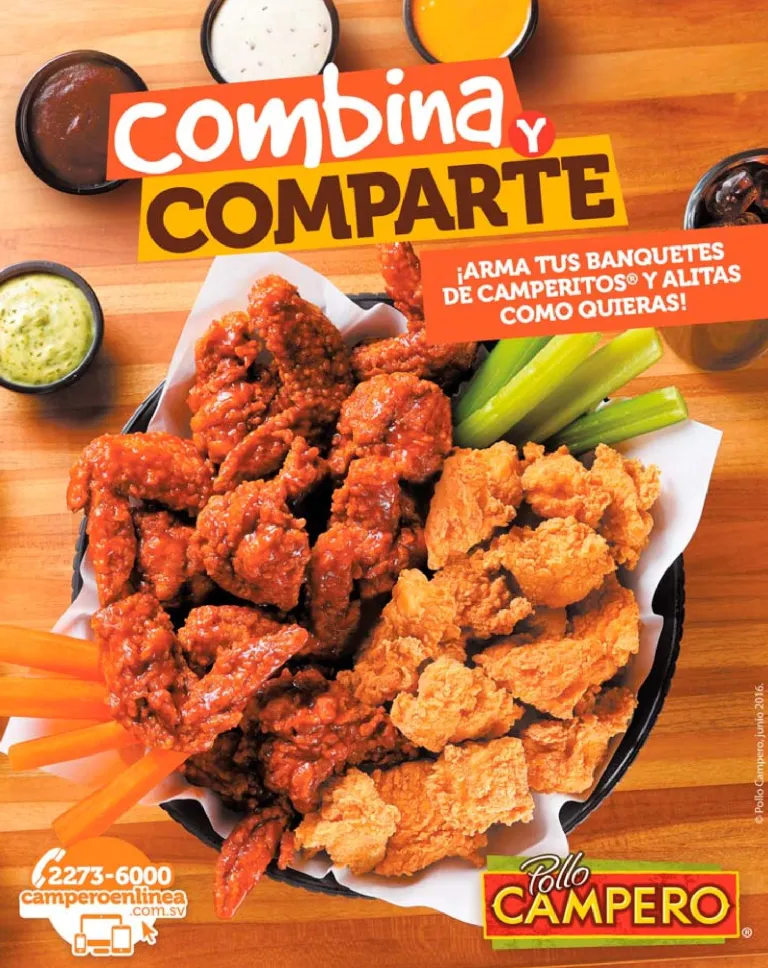 combina
Y
COMPARTE
¡ARMA TUS BANQUETES
DE CAMPERITOS® Y ALITAS
COMO QUIERAS!
© Pollo Campero, junio 2016.
2273-6000
camperoenlinea
.com.sv
Pollo
CAMPERO®